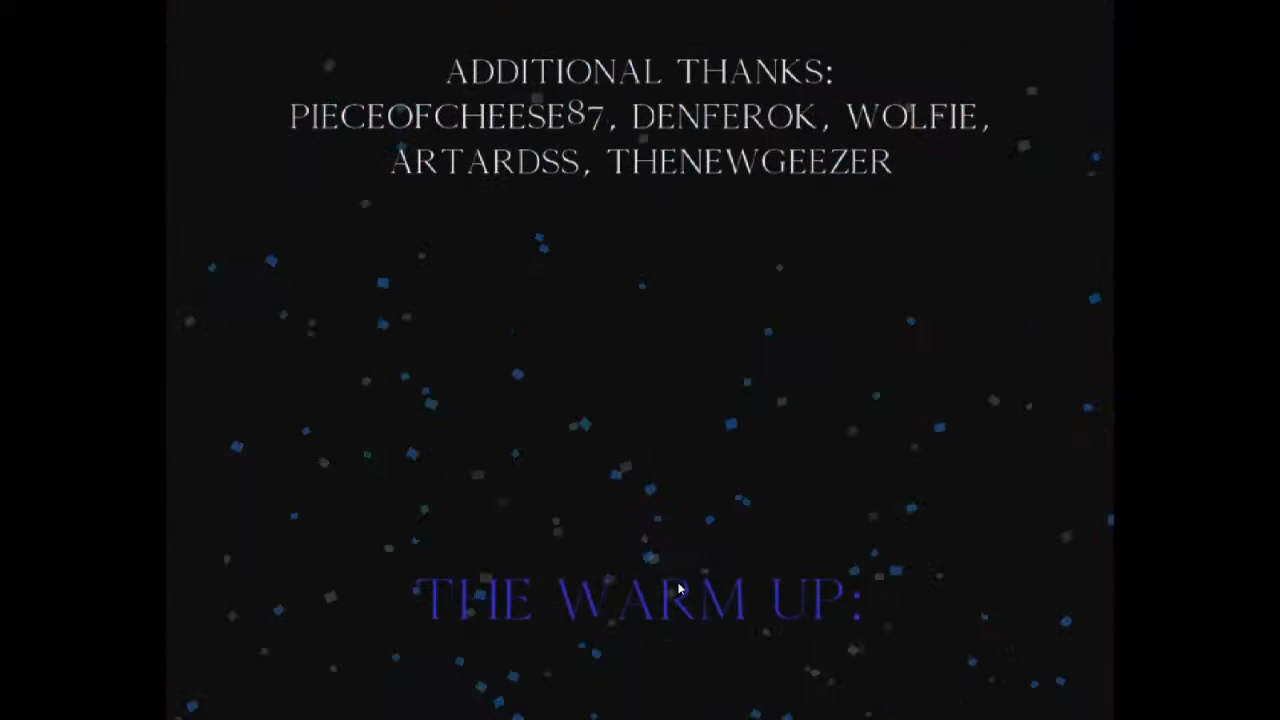 ADDITIONAL THANKS:
PIECEOFCHEESE87, DENFEROK, WOLFIE,
ARTARDSS, THENEWGEEZER
THE WARM UP: